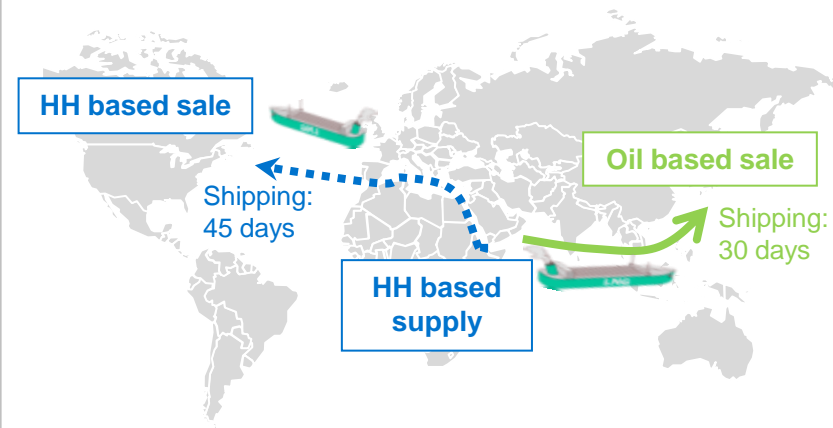 HH based sale
Oil based sale
Shipping:
45 days
Shipping:
30 days
HH based
supply